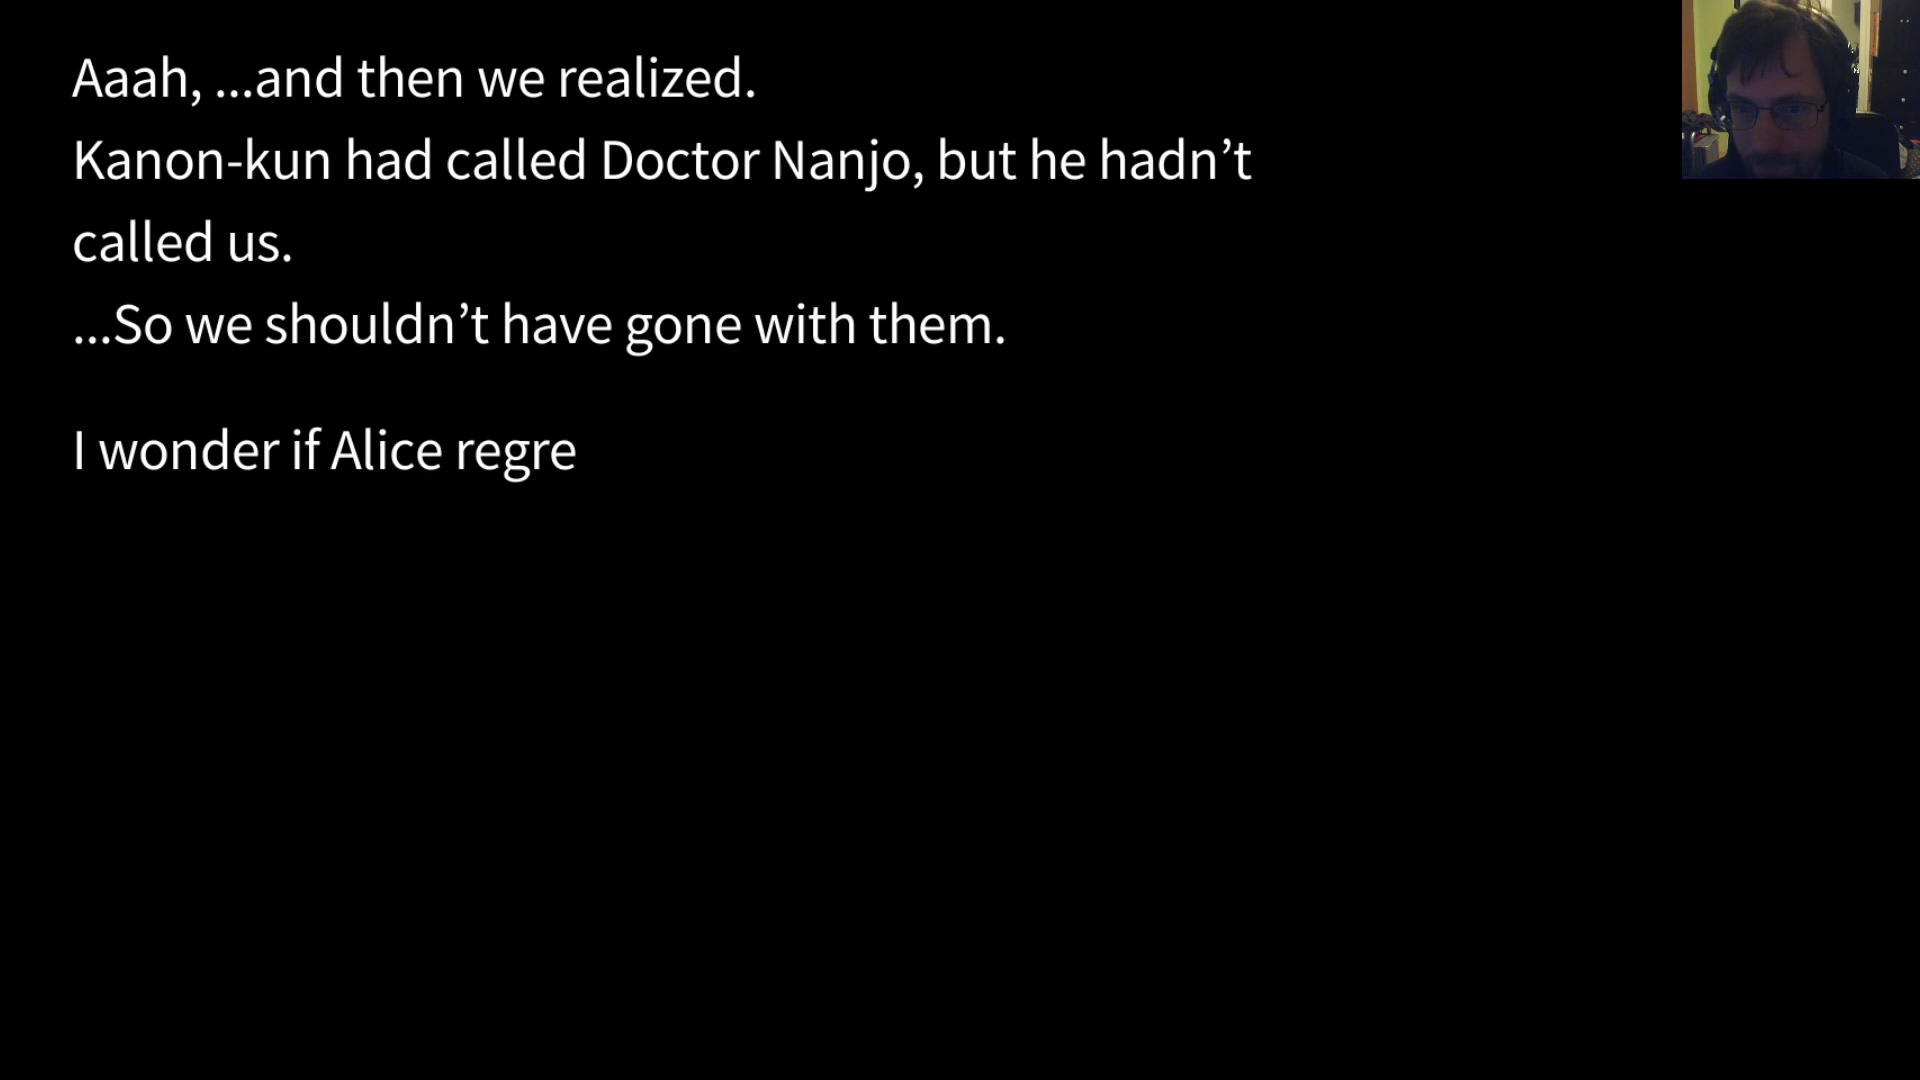 Aaah, ...and then we realized.
Kanon-kun had called Doctor Nanjo, but he hadn’t
called us.
...So we shouldn’t have gone with them.
I wonder if Alice regre